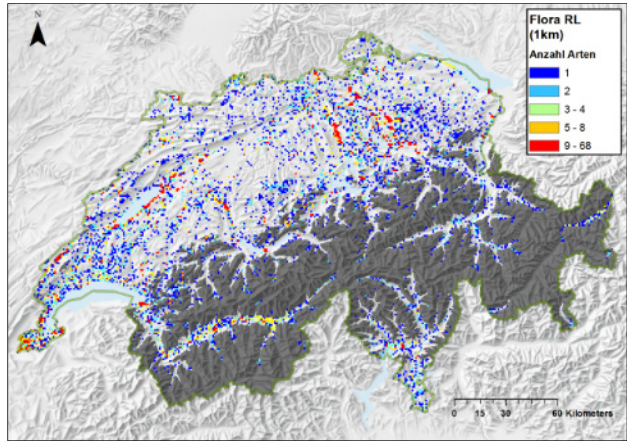 N
Flora RL
(1km)
Anzahl Arten
1
2
3 - 4
5 - 8
9 - 68
0 15 30 60 Kilometers